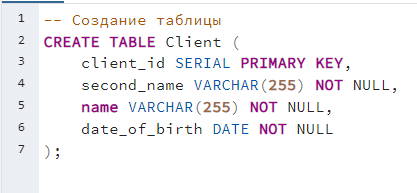 1 -- Создание таблицы
2 CREATE TABLE Client (
3 client_id SERIAL PRIMARY KEY,
4 second_name VARCHAR(255) NOT NULL,
5 name VARCHAR(255) NOT NULL,
6 date_of_birth DATE NOT NULL
7 );